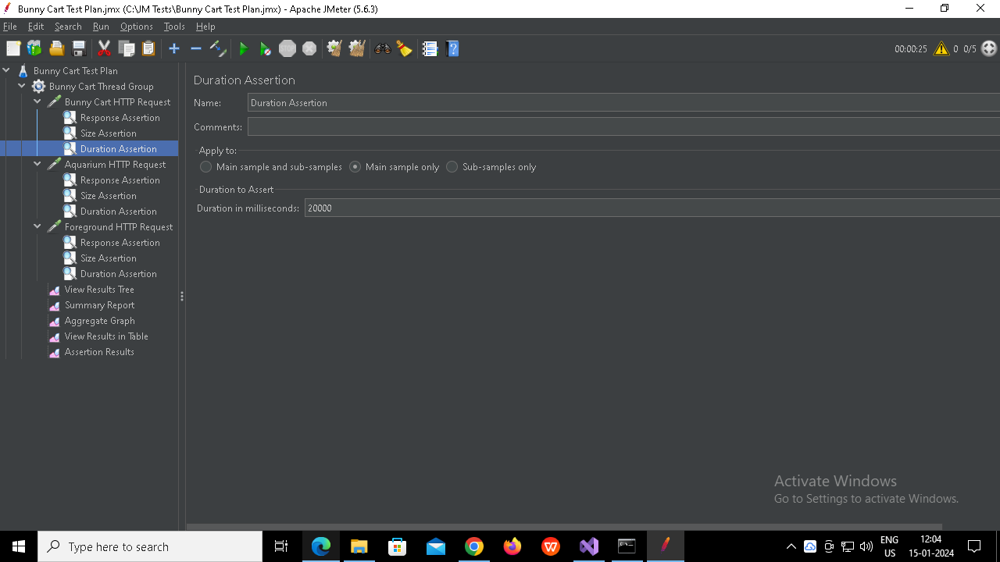 Bunny Cart Test Plan.jmx (C:\JM Tests\Bunny Cart Test Plan.jmx) - Apache JMeter (5.6.3)
File Edit Search Run Options Tools Help
STOP
00:00:25 0 0/5
Bunny Cart Test Plan
Bunny Cart Thread Group
Bunny Cart HTTP Request
Response Assertion
Size Assertion
Duration Assertion
Aquarium HTTP Request
Response Assertion
Size Assertion
Duration Assertion
Foreground HTTP Request
Response Assertion
Size Assertion
Duration Assertion
View Results Tree
Summary Report
Aggregate Graph
View Results in Table
Assertion Results
Duration Assertion
Name: Duration Assertion
Comments:
Apply to:
Main sample and sub-samples Main sample only Sub-samples only
Duration to Assert
Duration in milliseconds: 20000
Activate Windows
Go to Settings to activate Windows.
Type here to search
ENG
US
12:04
15-01-2024